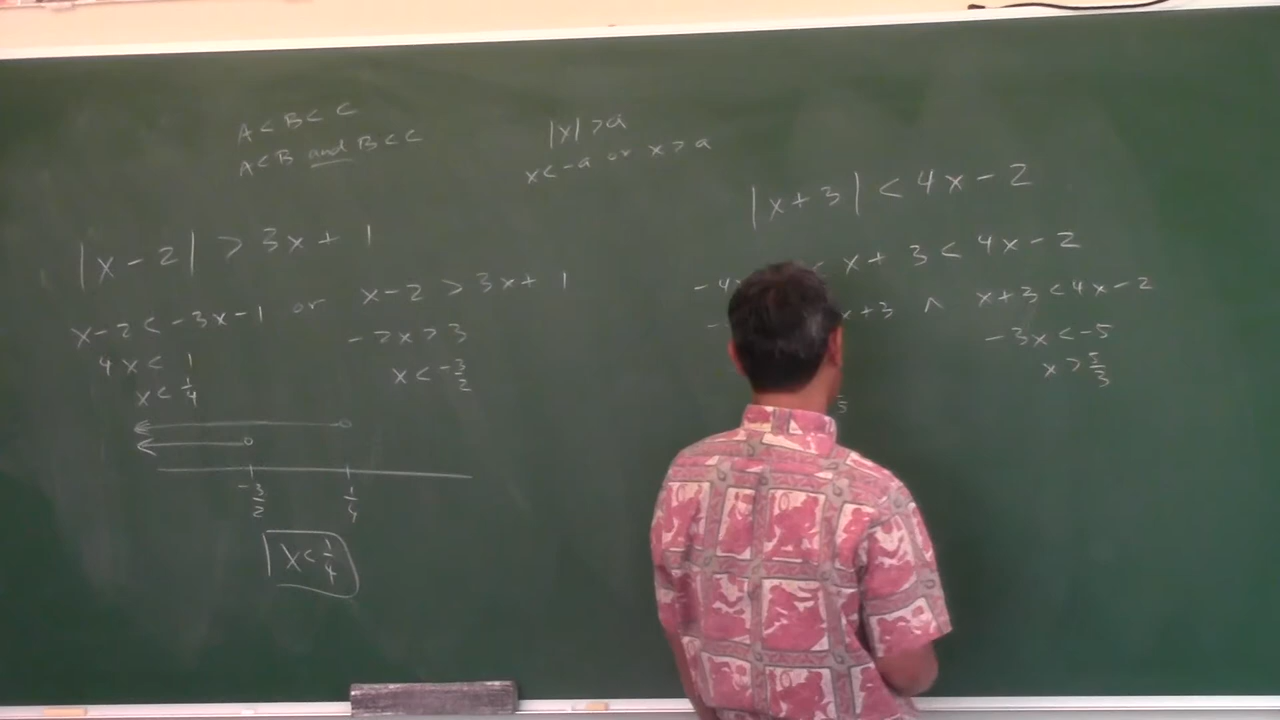 A < B < C
A < B and B < C
|x| > a
x < -a or x > a
|x - 2| > 3x + 1
x - 2 < -3x - 1 or x - 2 > 3x + 1
4x < 1
-2x > 3
x < 1/4
x < -3/2
-3/2
1/4
x < 1/4
|x + 3| < 4x - 2
-4x < x + 3 < 4x - 2
- x + 3 ∧ x + 3 < 4x - 2
-3x < -5
x > 5/3
5